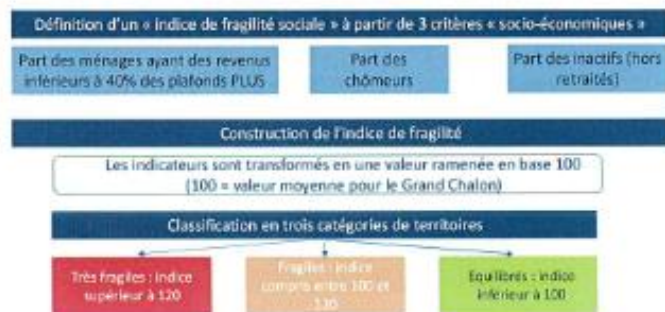 Définition d'un « indice de fragilité sociale » à partir de 3 critères « socio-économiques »
Part des ménages ayant des revenus
inférieurs à 40% des plafonds PLUS
Part des
chômeurs
Part des inactifs (hors
retraités)
Construction de l'indice de fragilité
Les indicateurs sont transformés en une valeur ramenée en base 100
(100 = valeur moyenne pour le Grand Chalon)
Classification en trois catégories de territoires
Très fragiles : indice
supérieur à 120
Fragiles : indice
compris entre 100 et
120
Equilibrés : indice
inférieur à 100